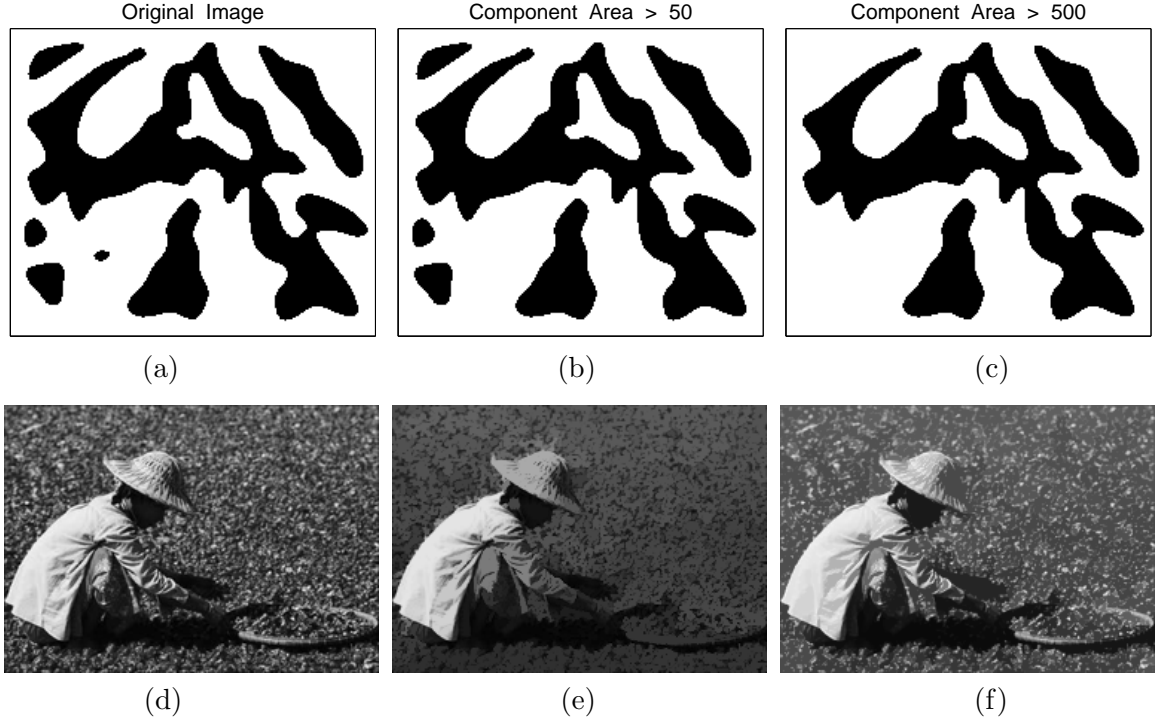 Original Image
Component Area > 50
Component Area > 500
(a)
(b)
(c)
(d)
(e)
(f)